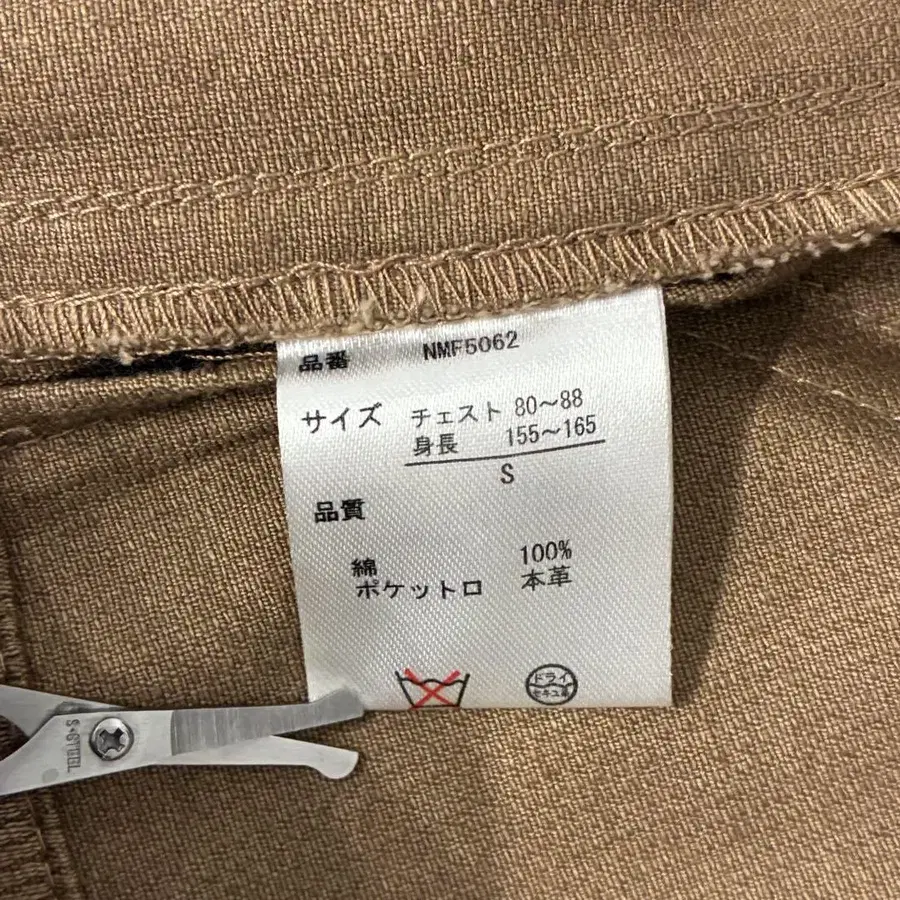 品番 NMF5062
サイズ チェスト 80～88
身長 155～165
S
品質
綿 100%
ポケット口 本革
ドライ
セキユ系
S・STEEL